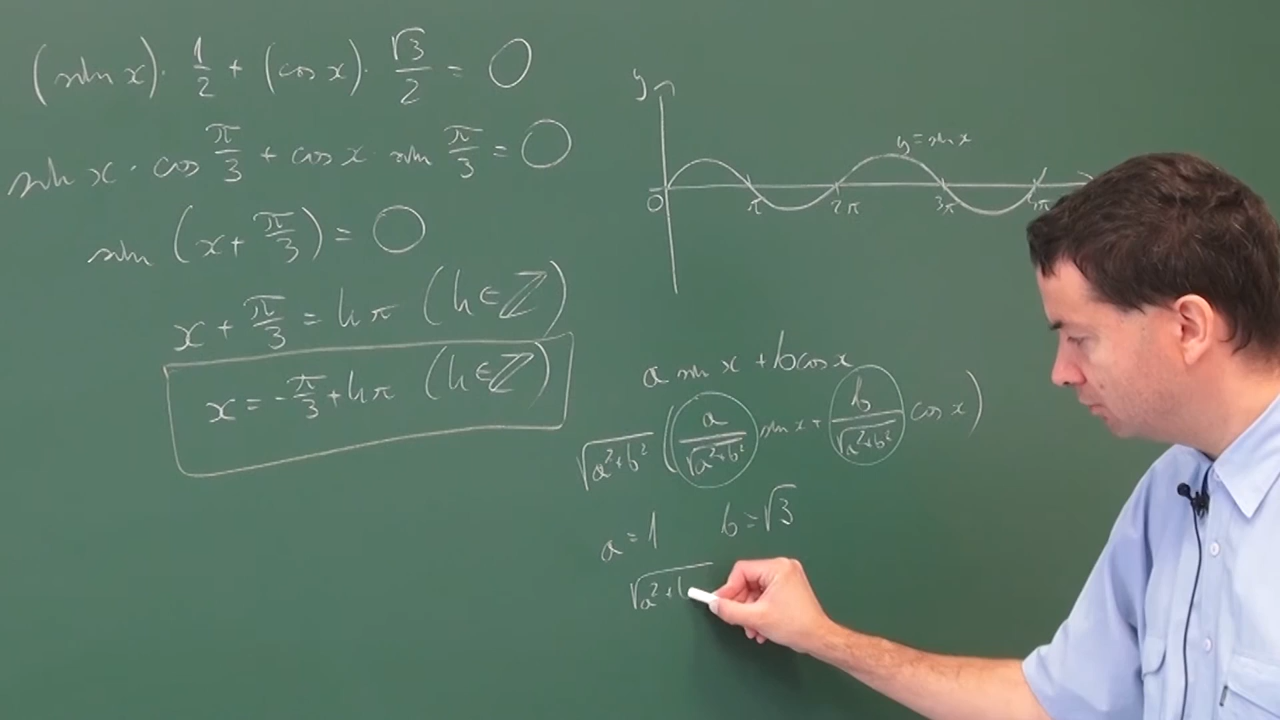 (sin x) · 1/2 + (cos x) · √3/2 = 0
sin x · cos π/3 + cos x · sin π/3 = 0
sin (x + π/3) = 0
x + π/3 = kπ (k ∈ ℤ)
x = -π/3 + kπ (k ∈ ℤ)
y
y = sin x
0 π 2π 3π 4π
a sin x + b cos x
√(a² + b²) (a/√(a² + b²) sin x + b/√(a² + b²) cos x)
a = 1 b = √3
√(a² + b